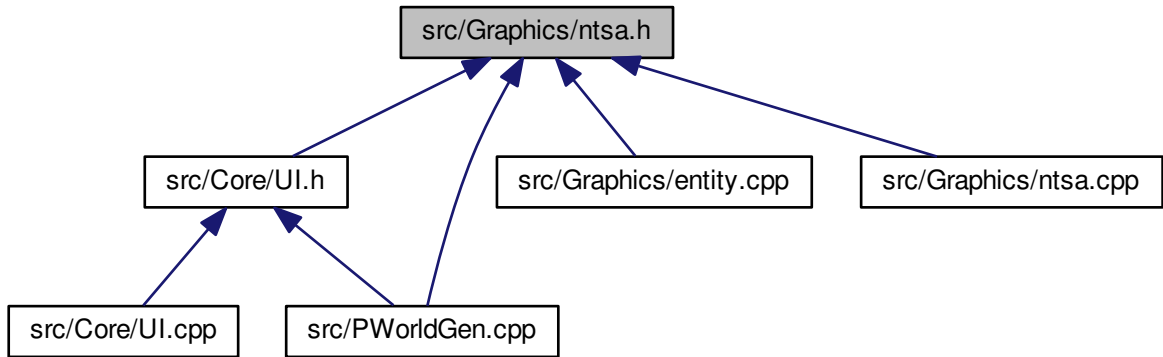 src/Graphics/ntsa.h
src/Core/UI.h
src/Graphics/entity.cpp
src/Graphics/ntsa.cpp
src/Core/UI.cpp
src/PWorldGen.cpp